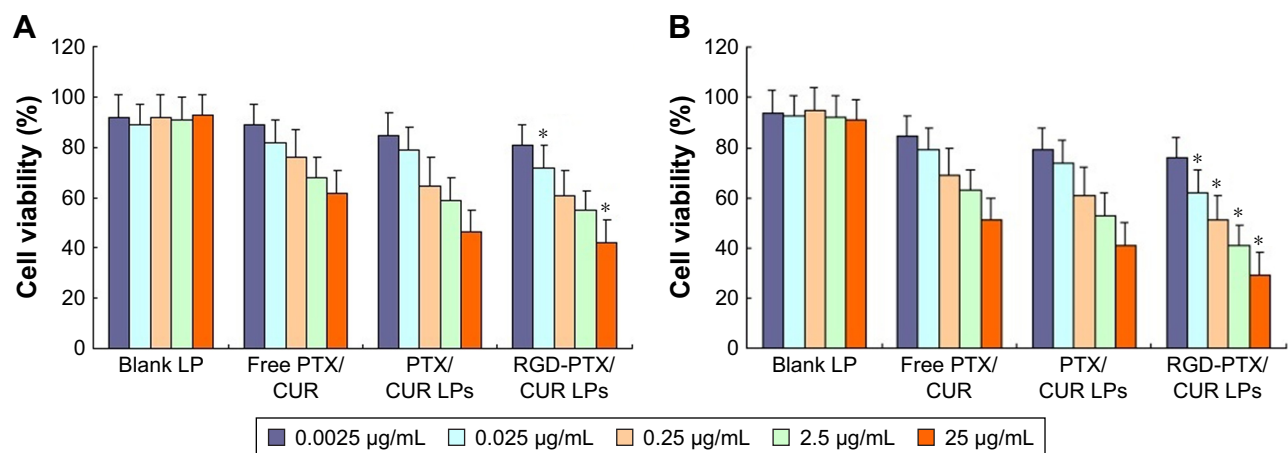 A
Cell viability (%)
120
100
80
60
40
20
0
*
*
Blank LP
Free PTX/
CUR
PTX/
CUR LPs
RGD-PTX/
CUR LPs
B
Cell viability (%)
120
100
80
60
40
20
0
*
*
*
*
Blank LP
Free PTX/
CUR
PTX/
CUR LPs
RGD-PTX/
CUR LPs
0.0025 µg/mL 0.025 µg/mL 0.25 µg/mL 2.5 µg/mL 25 µg/mL